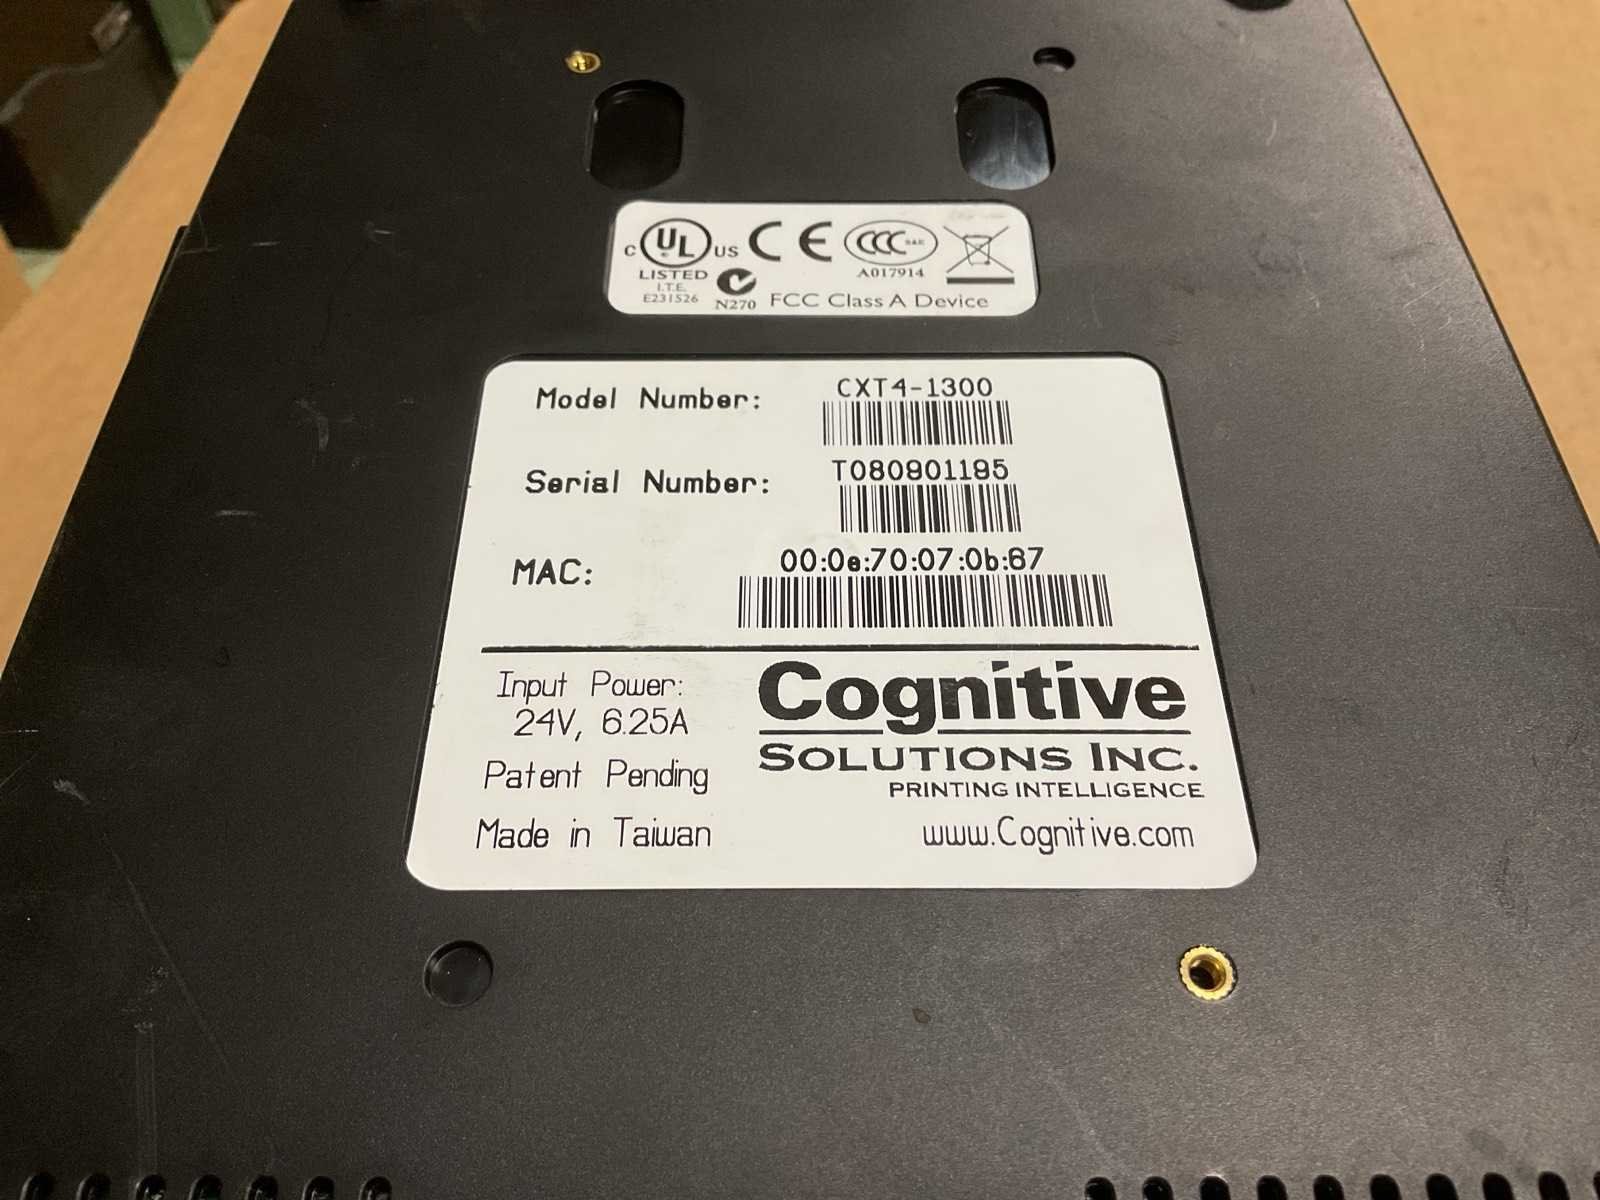 C UL US CE CCC S&E
LISTED
A017914
I.T.E.
E231526
N270 FCC Class A Device
Model Number: CXT4-1300
Serial Number: T080801195
MAC: 00:0e:70:07:0b:67
Input Power:
24V, 6.25A
Patent Pending
Made in Taiwan
Cognitive
SOLUTIONS INC.
PRINTING INTELLIGENCE
www.Cognitive.com